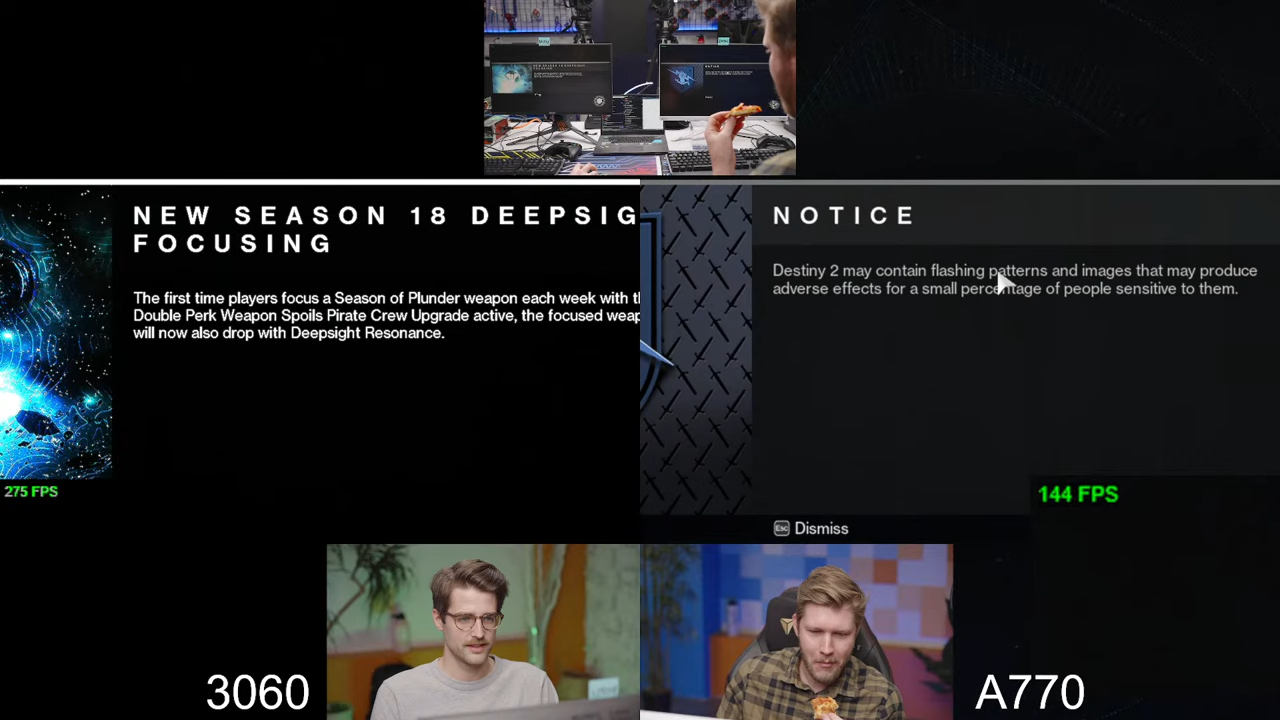 NEW SEASON 18 DEEPSIG
FOCUSING
The first time players focus a Season of Plunder weapon each week with t
Double Perk Weapon Spoils Pirate Crew Upgrade active, the focused weap
will now also drop with Deepsight Resonance.
275 FPS
NOTICE
Destiny 2 may contain flashing patterns and images that may produce
adverse effects for a small percentage of people sensitive to them.
Esc Dismiss
144 FPS
3060
A770